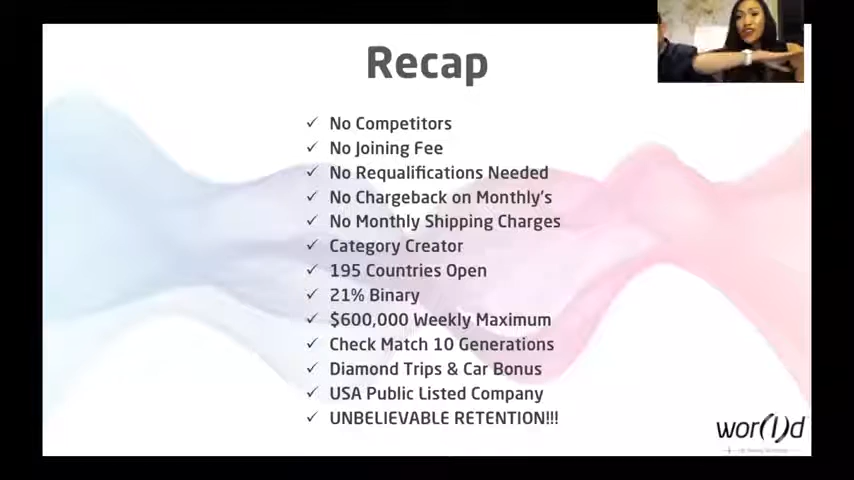 Recap
✓ No Competitors
✓ No Joining Fee
✓ No Requalifications Needed
✓ No Chargeback on Monthly's
✓ No Monthly Shipping Charges
✓ Category Creator
✓ 195 Countries Open
✓ 21% Binary
✓ $600,000 Weekly Maximum
✓ Check Match 10 Generations
✓ Diamond Trips & Car Bonus
✓ USA Public Listed Company
✓ UNBELIEVABLE RETENTION!!!
wor(l)d